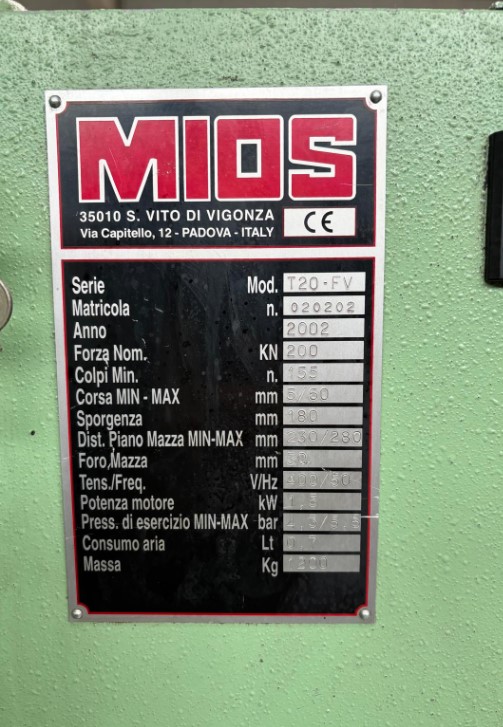 MIOS
35010 S. VITO DI VIGONZA
Via Capitello, 12 - PADOVA - ITALY
CE
Serie Mod. T20-FV
Matricola n. 020202
Anno 2002
Forza Nom. KN 200
Colpi Min. n. 155
Corsa MIN - MAX mm 5/60
Sporgenza mm 180
Dist. Piano Mazza MIN-MAX mm 230/280
Foro Mazza mm
Tens./Freq. V/Hz
Potenza motore kW
Press. di esercizio MIN-MAX bar
Consumo aria Lt
Massa Kg 1200